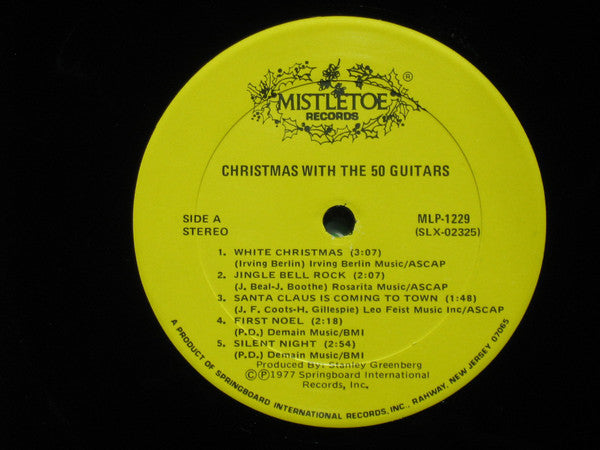 ®
MISTLETOE
RECORDS
CHRISTMAS WITH THE 50 GUITARS
SIDE A
STEREO
MLP-1229
(SLX-02325)
1. WHITE CHRISTMAS (3:07)
(Irving Berlin) Irving Berlin Music/ASCAP
2. JINGLE BELL ROCK (2:07)
(J. Beal-J. Boothe) Rosarita Music/ASCAP
3. SANTA CLAUS IS COMING TO TOWN (1:48)
(J. F. Coots-H. Gillespie) Leo Feist Music Inc/ASCAP
4. FIRST NOEL (2:18)
(P.D.) Demain Music/BMI
5. SILENT NIGHT (2:54)
(P.D.) Demain Music/BMI
Produced By: Stanley Greenberg
©Ⓟ1977 Springboard International
Records, Inc.
A PRODUCT OF SPRINGBOARD INTERNATIONAL RECORDS, INC., RAHWAY, NEW JERSEY 07065